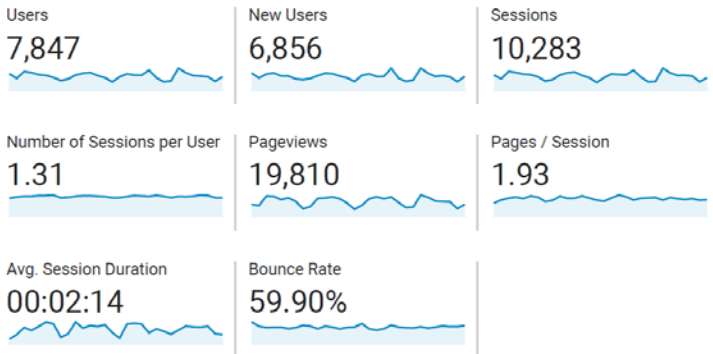 Users
7,847
New Users
6,856
Sessions
10,283
Number of Sessions per User
1.31
Pageviews
19,810
Pages / Session
1.93
Avg. Session Duration
00:02:14
Bounce Rate
59.90%